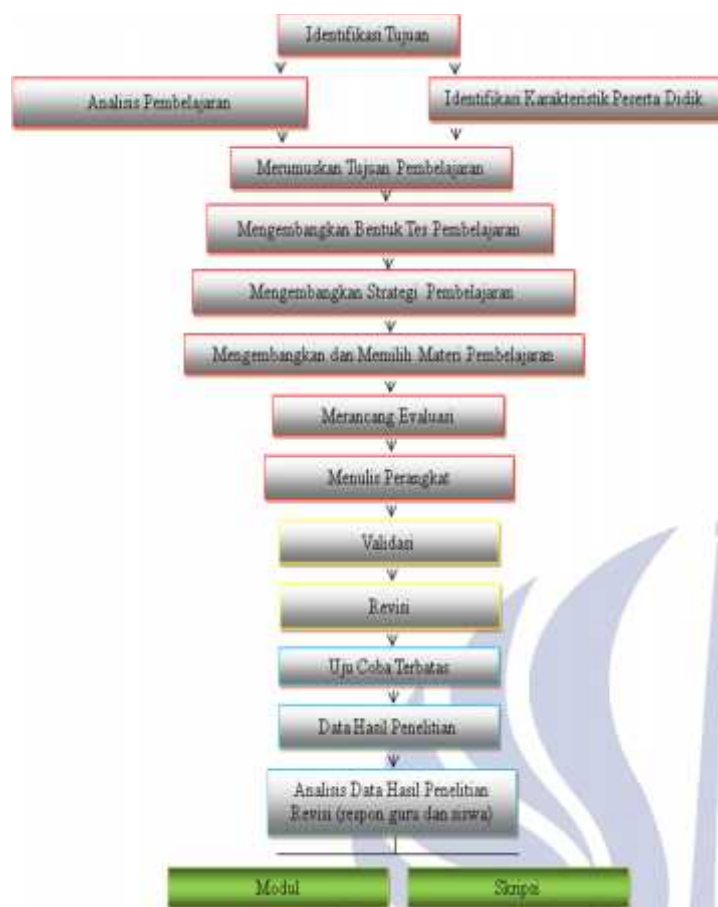 Identifikasi Tujuan
Analisis Pembelajaran
Identifikasi Karakteristik Peserta Didik
Merumuskan Tujuan Pembelajaran
Mengembangkan Bentuk Tes Pembelajaran
Mengembangkan Strategi Pembelajaran
Mengembangkan dan Memilih Materi Pembelajaran
Merancang Evaluasi
Menulis Perangkat
Validasi
Revisi
Uju Coba Terbatas
Data Hasil Penelitian
Analisis Data Hasil Penelitian
Revisi (respon guru dan siswa)
Modul
Skripsi